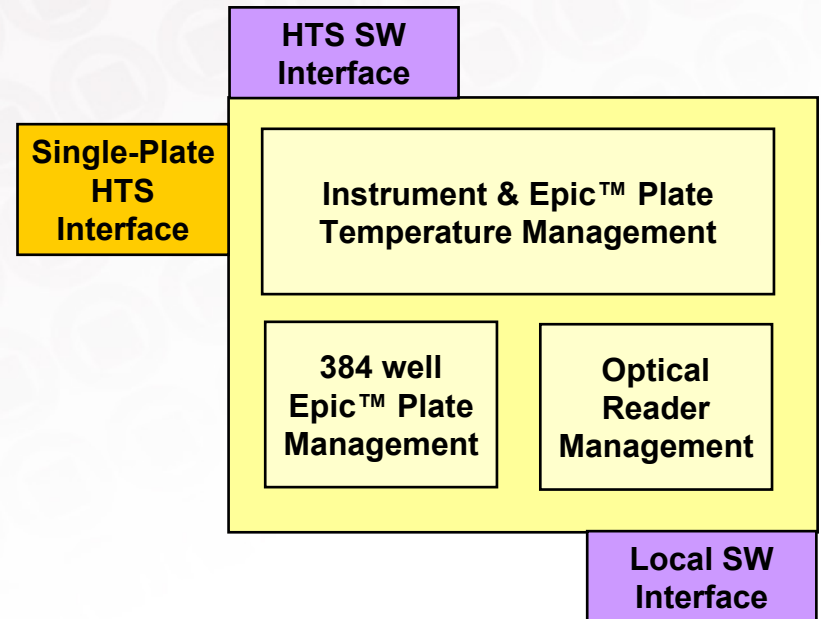 HTS SW
Interface
Single-Plate
HTS
Interface
Instrument & Epic™ Plate
Temperature Management
384 well
Epic™ Plate
Management
Optical
Reader
Management
Local SW
Interface